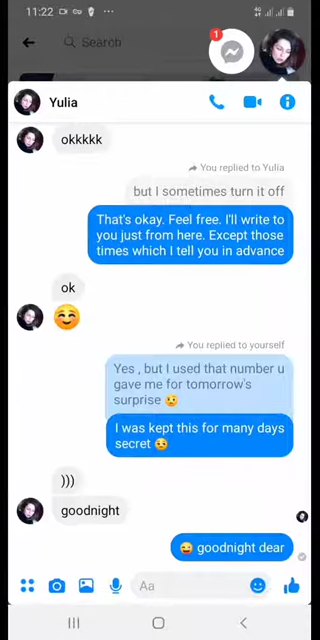 11:22
4G
Search
1
Yulia
okkkkk
You replied to Yulia
but I sometimes turn it off
That's okay. Feel free. I'll write to
you just from here. Except those
times which I tell you in advance
ok
You replied to yourself
Yes , but I used that number u
gave me for tomorrow's
surprise 😢
I was kept this for many days
secret 😣
)))
goodnight
😜 goodnight dear
Aa